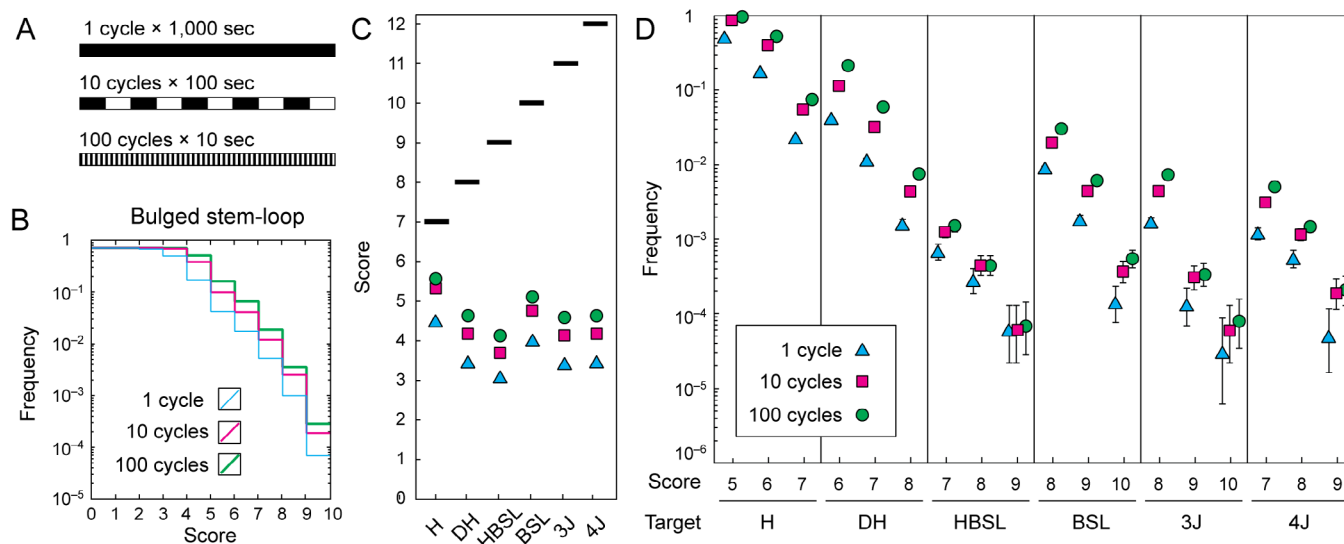 A
1 cycle × 1,000 sec
10 cycles × 100 sec
100 cycles × 10 sec
B
Bulged stem-loop
Frequency
1
10⁻¹
10⁻²
10⁻³
10⁻⁴
10⁻⁵
1 cycle
10 cycles
100 cycles
0 1 2 3 4 5 6 7 8 9 10
Score
C
Score
12
11
10
9
8
7
6
5
4
3
2
1
0
H DH HBSL BSL 3J 4J
D
Frequency
1
10⁻¹
10⁻²
10⁻³
10⁻⁴
10⁻⁵
10⁻⁶
1 cycle
10 cycles
100 cycles
Score 5 6 7 6 7 8 7 8 9 8 9 10 8 9 10 7 8 9
Target H DH HBSL BSL 3J 4J